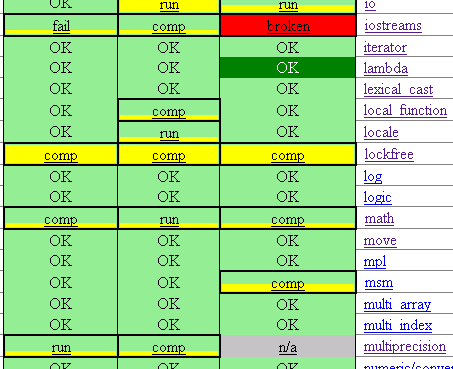 OK run run io
fail comp broken iostreams
OK OK OK iterator
OK OK OK lambda
OK OK OK lexical_cast
OK comp OK local_function
OK run OK locale
comp comp comp lockfree
OK OK OK log
OK OK OK logic
comp run comp math
OK OK OK move
OK OK OK mpl
OK OK comp msm
OK OK OK multi_array
OK OK OK multi_index
run comp n/a multiprecision
OK OK OK